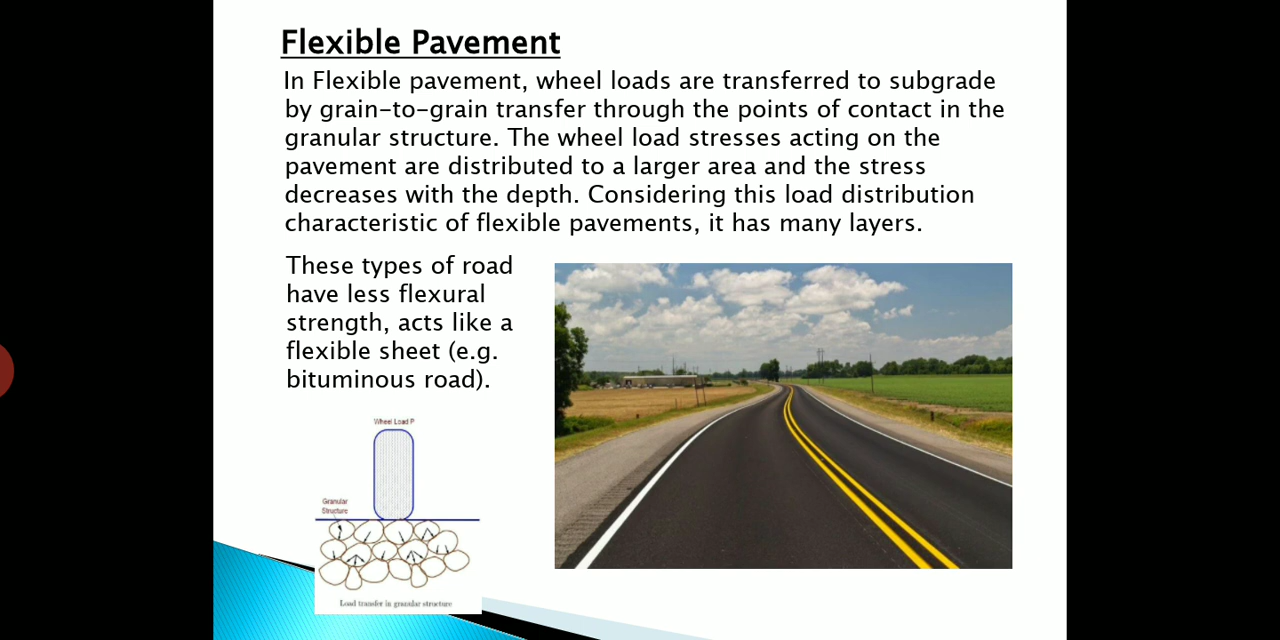 Flexible Pavement
In Flexible pavement, wheel loads are transferred to subgrade
by grain-to-grain transfer through the points of contact in the
granular structure. The wheel load stresses acting on the
pavement are distributed to a larger area and the stress
decreases with the depth. Considering this load distribution
characteristic of flexible pavements, it has many layers.
These types of road
have less flexural
strength, acts like a
flexible sheet (e.g.
bituminous road).
Wheel Load P
Granular
Structure
Load transfer in granular structure